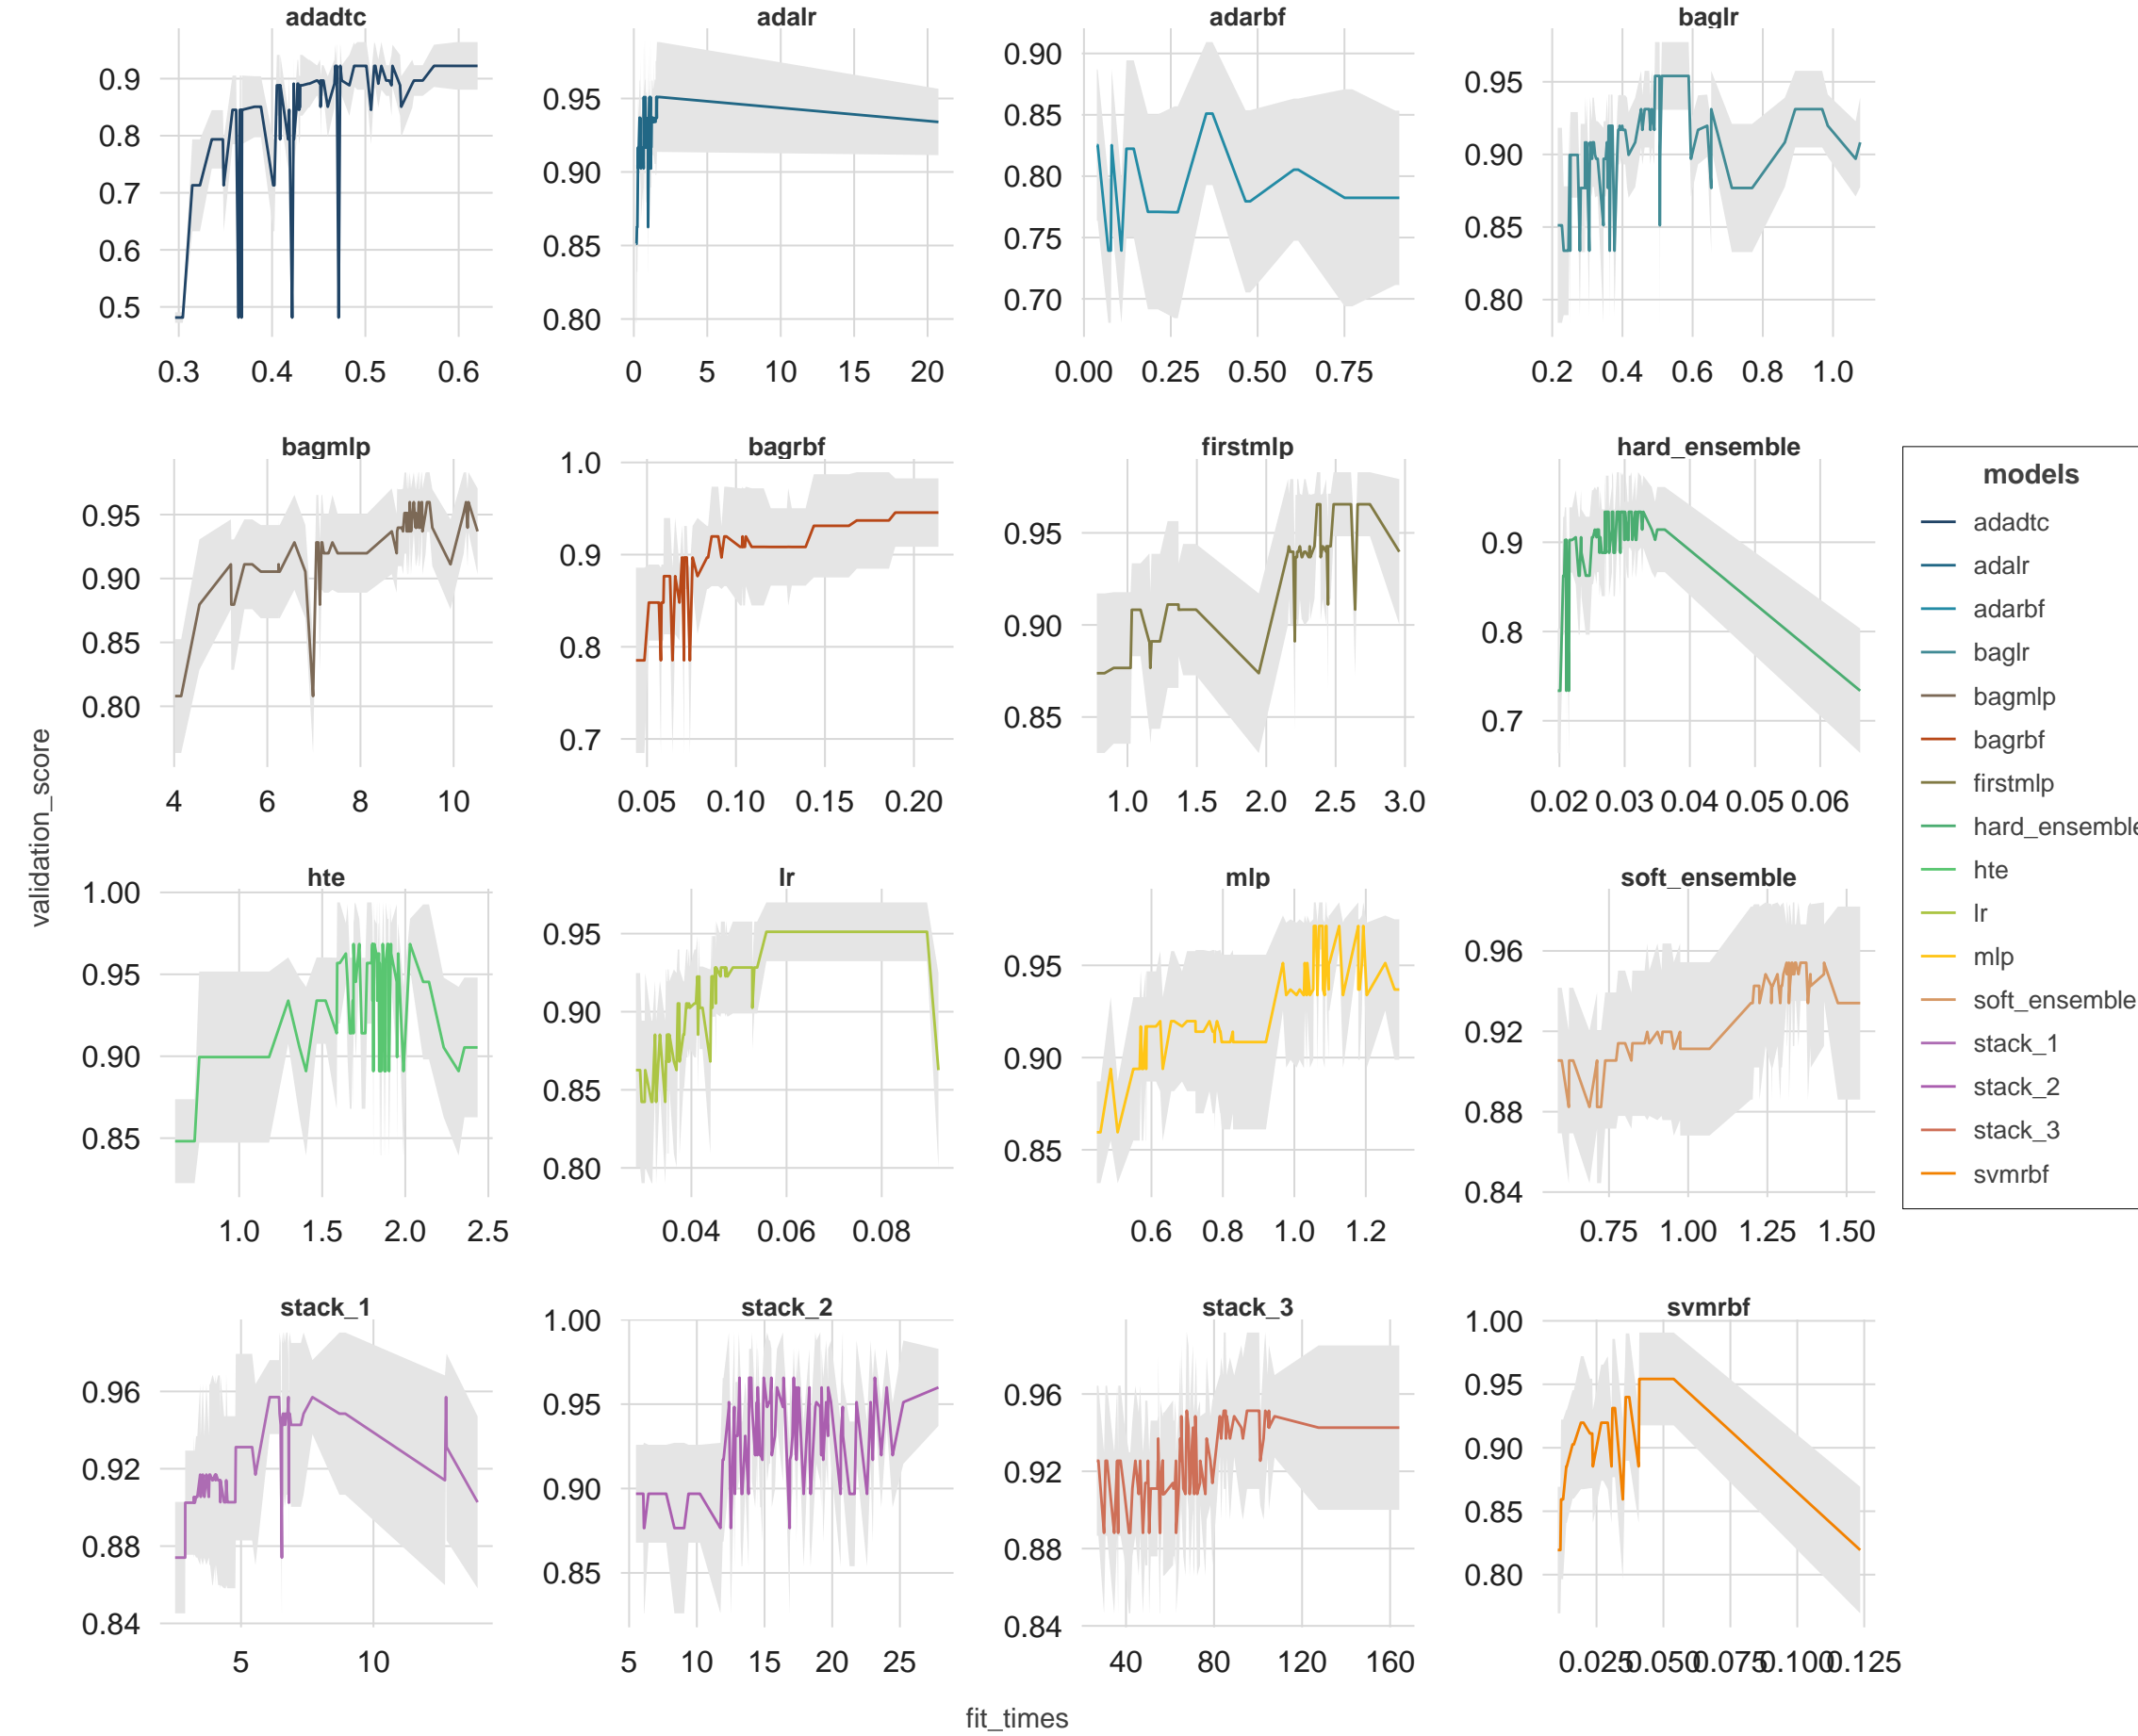 adadtc adalr adarbf baglr
0.9 0.8 0.7 0.6 0.5
0.95 0.90 0.85 0.80
0.90 0.85 0.80 0.75 0.70
0.95 0.90 0.85 0.80
0.3 0.4 0.5 0.6
0 5 10 15 20
0.00 0.25 0.50 0.75
0.2 0.4 0.6 0.8 1.0
bagmlp bagrbf firstmlp hard_ensemble
0.95 0.90 0.85 0.80
1.0 0.9 0.8 0.7
0.95 0.90 0.85
0.9 0.8 0.7
4 6 8 10
0.05 0.10 0.15 0.20
1.0 1.5 2.0 2.5 3.0
0.02 0.03 0.04 0.05 0.06
hte lr mlp soft_ensemble
1.00 0.95 0.90 0.85
0.95 0.90 0.85 0.80
0.95 0.90 0.85
0.96 0.92 0.88 0.84
1.0 1.5 2.0 2.5
0.04 0.06 0.08
0.6 0.8 1.0 1.2
0.75 1.00 1.25 1.50
stack_1 stack_2 stack_3 svmrbf
0.96 0.92 0.88 0.84
1.00 0.95 0.90 0.85
0.96 0.92 0.88 0.84
1.00 0.95 0.90 0.85 0.80
5 10
5 10 15 20 25
40 80 120 160
0.025 0.050 0.075 0.100 0.125
validation_score
fit_times
models
adadtc
adalr
adarbf
baglr
bagmlp
bagrbf
firstmlp
hard_ensemble
hte
lr
mlp
soft_ensemble
stack_1
stack_2
stack_3
svmrbf